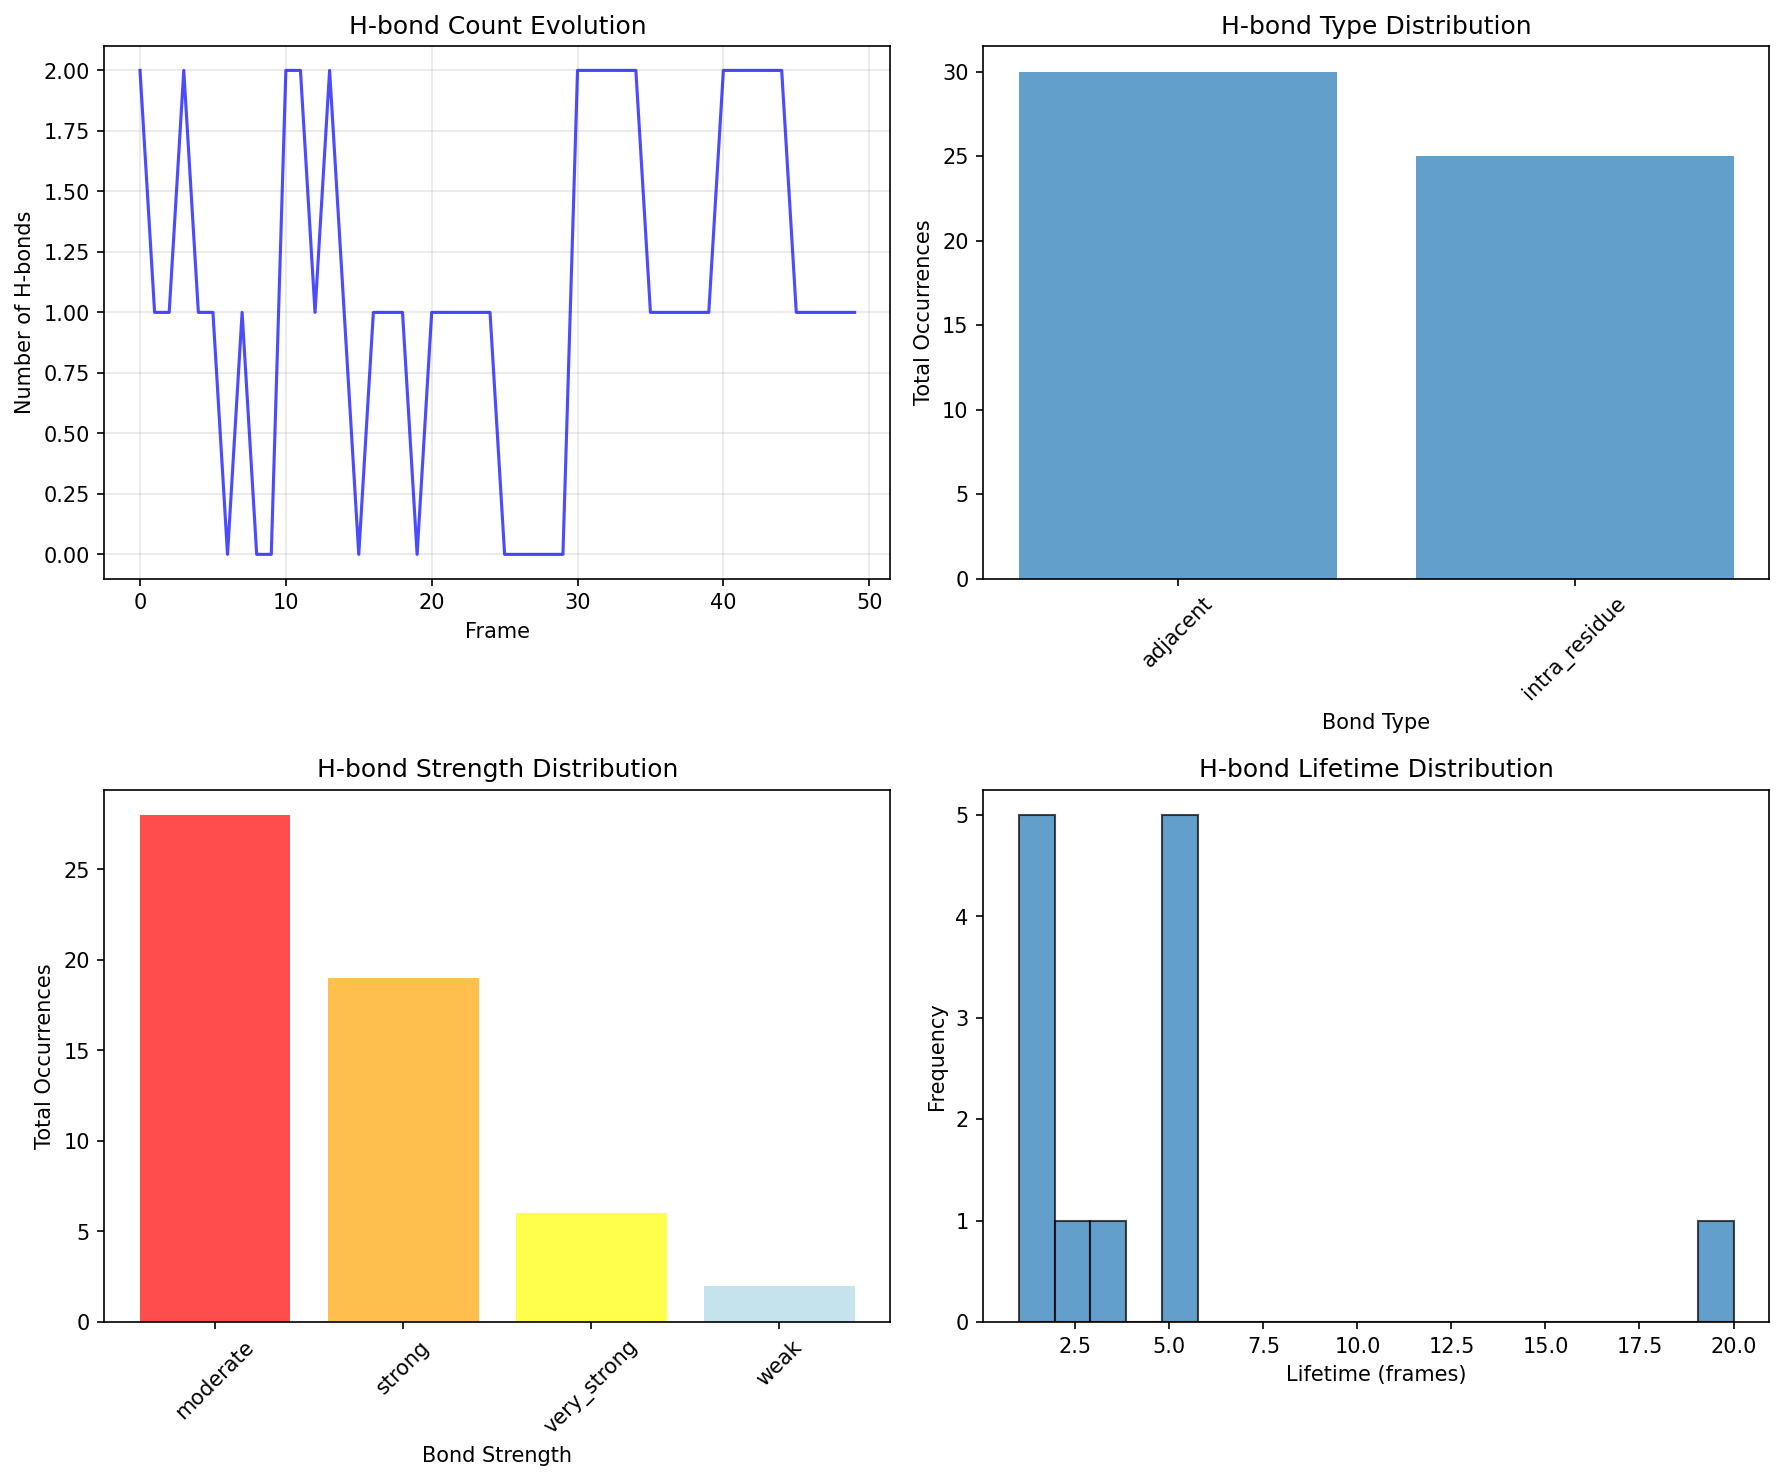 H-bond Count Evolution
Number of H-bonds
2.00
1.75
1.50
1.25
1.00
0.75
0.50
0.25
0.00
0 10 20 30 40 50
Frame
H-bond Type Distribution
Total Occurrences
30
25
20
15
10
5
0
adjacent intra_residue
Bond Type
H-bond Strength Distribution
Total Occurrences
25
20
15
10
5
0
moderate strong very_strong weak
Bond Strength
H-bond Lifetime Distribution
Frequency
5
4
3
2
1
0
2.5 5.0 7.5 10.0 12.5 15.0 17.5 20.0
Lifetime (frames)